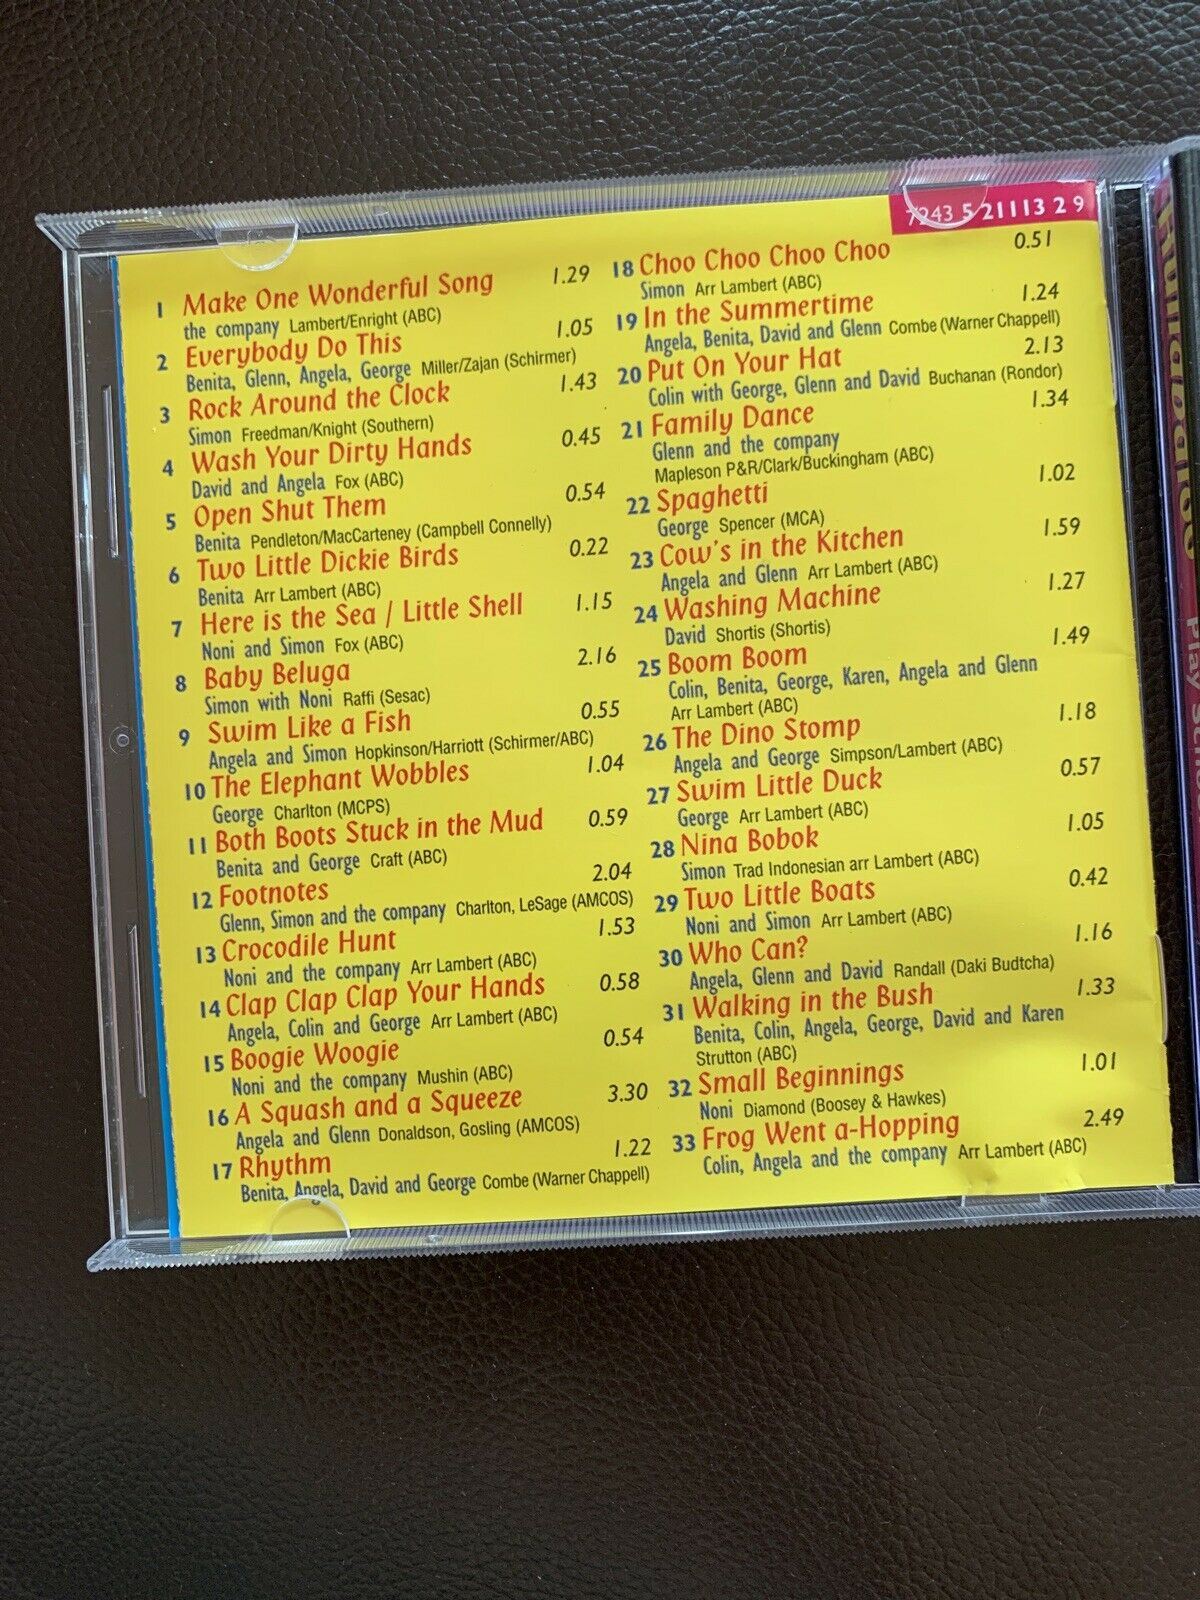 7243 5 21113 2 9
1 Make One Wonderful Song 1.29
the company Lambert/Enright (ABC)
2 Everybody Do This 1.05
Benita, Glenn, Angela, George Miller/Zajan (Schirmer)
3 Rock Around the Clock 1.43
Simon Freedman/Knight (Southern)
4 Wash Your Dirty Hands 0.45
David and Angela Fox (ABC)
5 Open Shut Them 0.54
Benita Pendleton/MacCarteney (Campbell Connelly)
6 Two Little Dickie Birds 0.22
Benita Arr Lambert (ABC)
7 Here is the Sea / Little Shell 1.15
Noni and Simon Fox (ABC)
8 Baby Beluga 2.16
Simon with Noni Raffi (Sesac)
9 Swim Like a Fish 0.55
Angela and Simon Hopkinson/Harriott (Schirmer/ABC)
10 The Elephant Wobbles 1.04
George Charlton (MCPS)
11 Both Boots Stuck in the Mud 0.59
Benita and George Craft (ABC)
12 Footnotes 2.04
Glenn, Simon and the company Charlton, LeSage (AMCOS)
13 Crocodile Hunt 1.53
Noni and the company Arr Lambert (ABC)
14 Clap Clap Clap Your Hands 0.58
Angela, Colin and George Arr Lambert (ABC)
15 Boogie Woogie 0.54
Noni and the company Mushin (ABC)
16 A Squash and a Squeeze 3.30
Angela and Glenn Donaldson, Gosling (AMCOS)
17 Rhythm 1.22
Benita, Angela, David and George Combe (Warner Chappell)
18 Choo Choo Choo Choo 0.51
Simon Arr Lambert (ABC)
19 In the Summertime 1.24
Angela, Benita, David and Glenn Combe (Warner Chappell)
20 Put On Your Hat 2.13
Colin with George, Glenn and David Buchanan (Rondor)
21 Family Dance 1.34
Glenn and the company
Mapleson P&R/Clark/Buckingham (ABC)
22 Spaghetti 1.02
George Spencer (MCA)
23 Cow's in the Kitchen 1.59
Angela and Glenn Arr Lambert (ABC)
24 Washing Machine 1.27
David Shortis (Shortis)
25 Boom Boom 1.49
Colin, Benita, George, Karen, Angela and Glenn
Arr Lambert (ABC)
26 The Dino Stomp 1.18
Angela and George Simpson/Lambert (ABC)
27 Swim Little Duck 0.57
George Arr Lambert (ABC)
28 Nina Bobok 1.05
Simon Trad Indonesian arr Lambert (ABC)
29 Two Little Boats 0.42
Noni and Simon Arr Lambert (ABC)
30 Who Can? 1.16
Angela, Glenn and David Randall (Daki Budtcha)
31 Walking in the Bush 1.33
Benita, Colin, Angela, George, David and Karen
Strutton (ABC)
32 Small Beginnings 1.01
Noni Diamond (Boosey & Hawkes)
33 Frog Went a-Hopping 2.49
Colin, Angela and the company Arr Lambert (ABC)